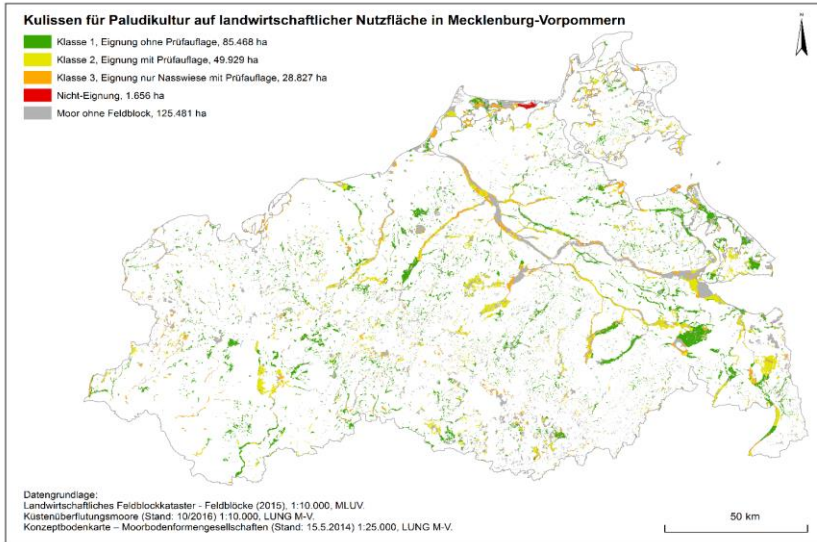 Kulissen für Paludikultur auf landwirtschaftlicher Nutzfläche in Mecklenburg-Vorpommern
Klasse 1, Eignung ohne Prüfauflage, 85.468 ha
Klasse 2, Eignung mit Prüfauflage, 49.929 ha
Klasse 3, Eignung nur Nasswiese mit Prüfauflage, 28.827 ha
Nicht-Eignung, 1.656 ha
Moor ohne Feldblock, 125.481 ha
Datengrundlage:
Landwirtschaftliches Feldblockkataster - Feldblöcke (2015), 1:10.000, MLUV
Küstenüberflutungsmoore (Stand: 10/2016) 1:10.000, LUNG M-V.
Konzeptbodenkarte – Moorbodenformengesellschaften (Stand: 15.5.2014) 1:25.000, LUNG M-V.
50 km